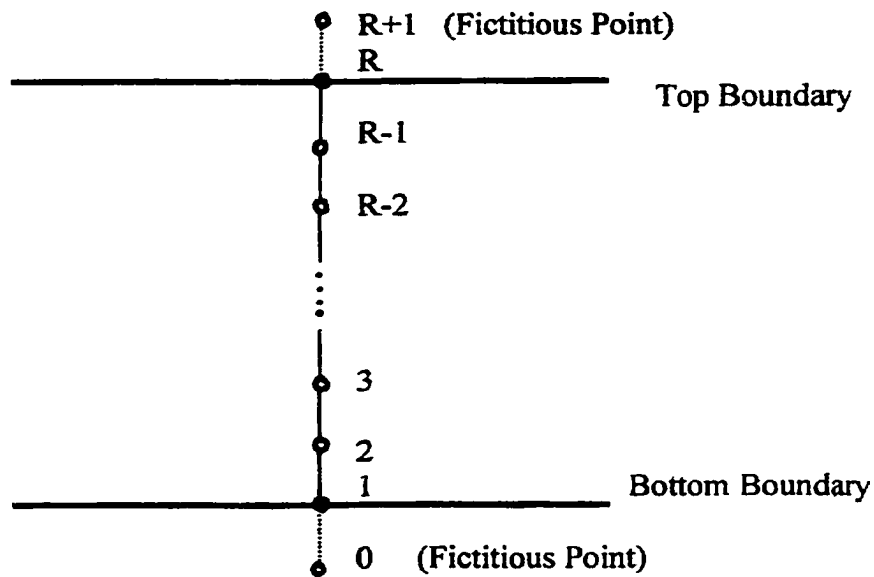 R+1 (Fictitious Point)
R
Top Boundary
R-1
R-2
3
2
1
Bottom Boundary
0 (Fictitious Point)